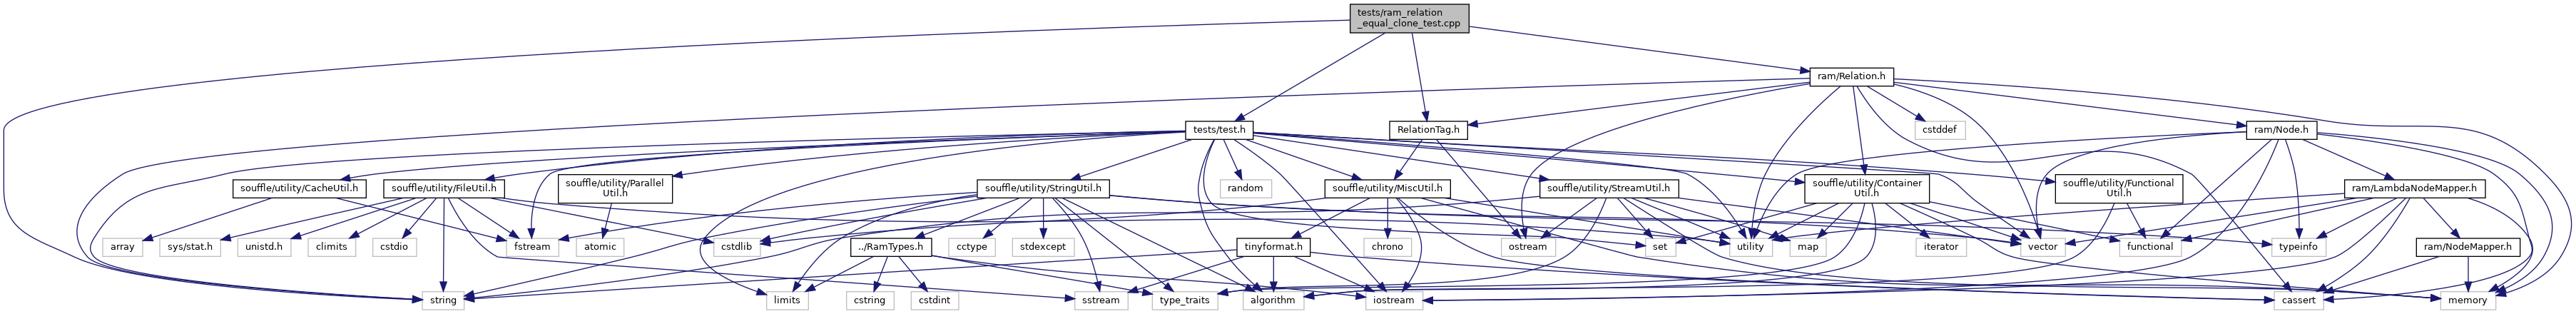 tests/ram_relation
_equal_clone_test.cpp
ram/Relation.h
tests/test.h
RelationTag.h
cstddef
ram/Node.h
souffle/utility/CacheUtil.h
souffle/utility/FileUtil.h
souffle/utility/Parallel
Util.h
souffle/utility/StringUtil.h
random
souffle/utility/MiscUtil.h
souffle/utility/StreamUtil.h
souffle/utility/Container
Util.h
souffle/utility/Functional
Util.h
ram/LambdaNodeMapper.h
array
sys/stat.h
unistd.h
climits
cstdio
fstream
atomic
cstdlib
../RamTypes.h
cctype
stdexcept
tinyformat.h
chrono
ostream
set
utility
map
iterator
vector
functional
typeinfo
ram/NodeMapper.h
string
limits
cstring
cstdint
sstream
type_traits
algorithm
iostream
cassert
memory